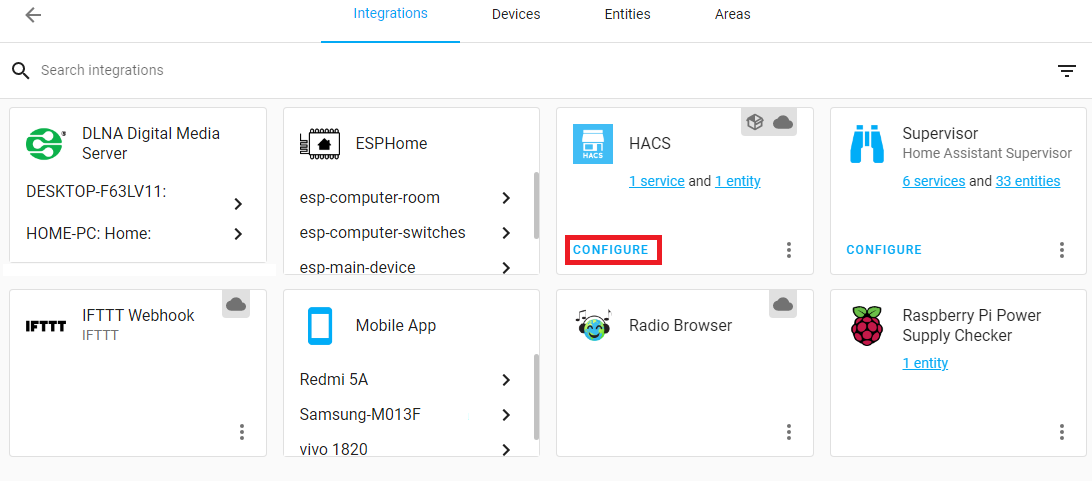 Integrations Devices Entities Areas
Search integrations
DLNA Digital Media
Server
DESKTOP-F63LV11:
HOME-PC: Home:
ESPHome
esp-computer-room
esp-computer-switches
esp-main-device
HACS
HACS
1 service and 1 entity
CONFIGURE
Supervisor
Home Assistant Supervisor
6 services and 33 entities
CONFIGURE
IFTTT
IFTTT Webhook
IFTTT
Mobile App
Redmi 5A
Samsung-M013F
vivo 1820
Radio Browser
Raspberry Pi Power
Supply Checker
1 entity